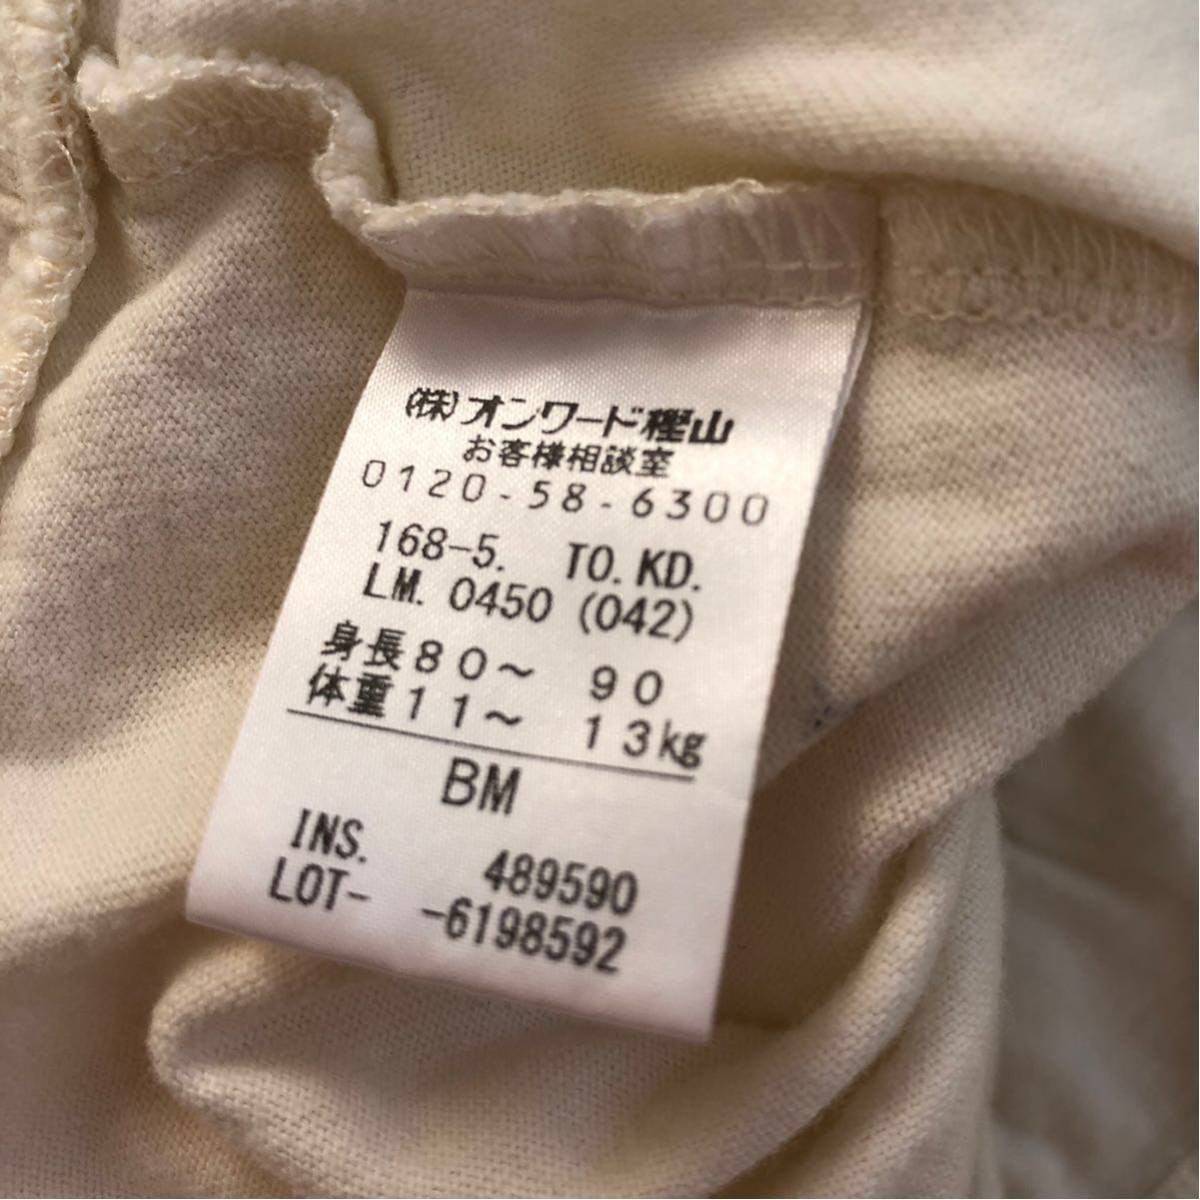 (株)オンワード樫山
お客様相談室
0120-58-6300
168-5. TO.KD.
LM. 0450 (042)
身長80～ 90
体重11～ 13kg
BM
INS. 489590
LOT- -6198592